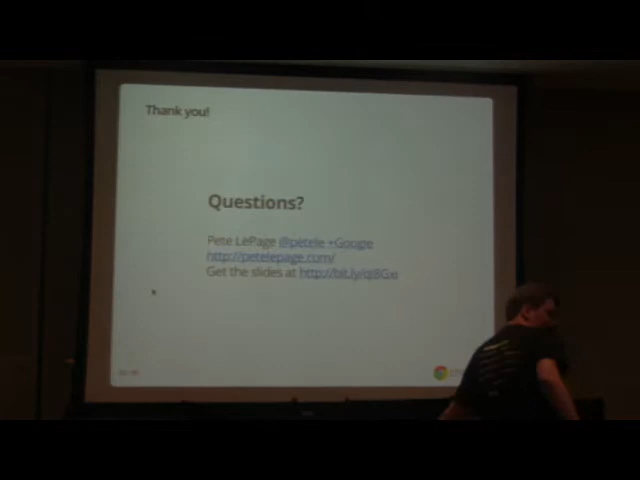 Thank you!
Questions?
Pete LePage @petele +Google
http://petelepage.com/
Get the slides at